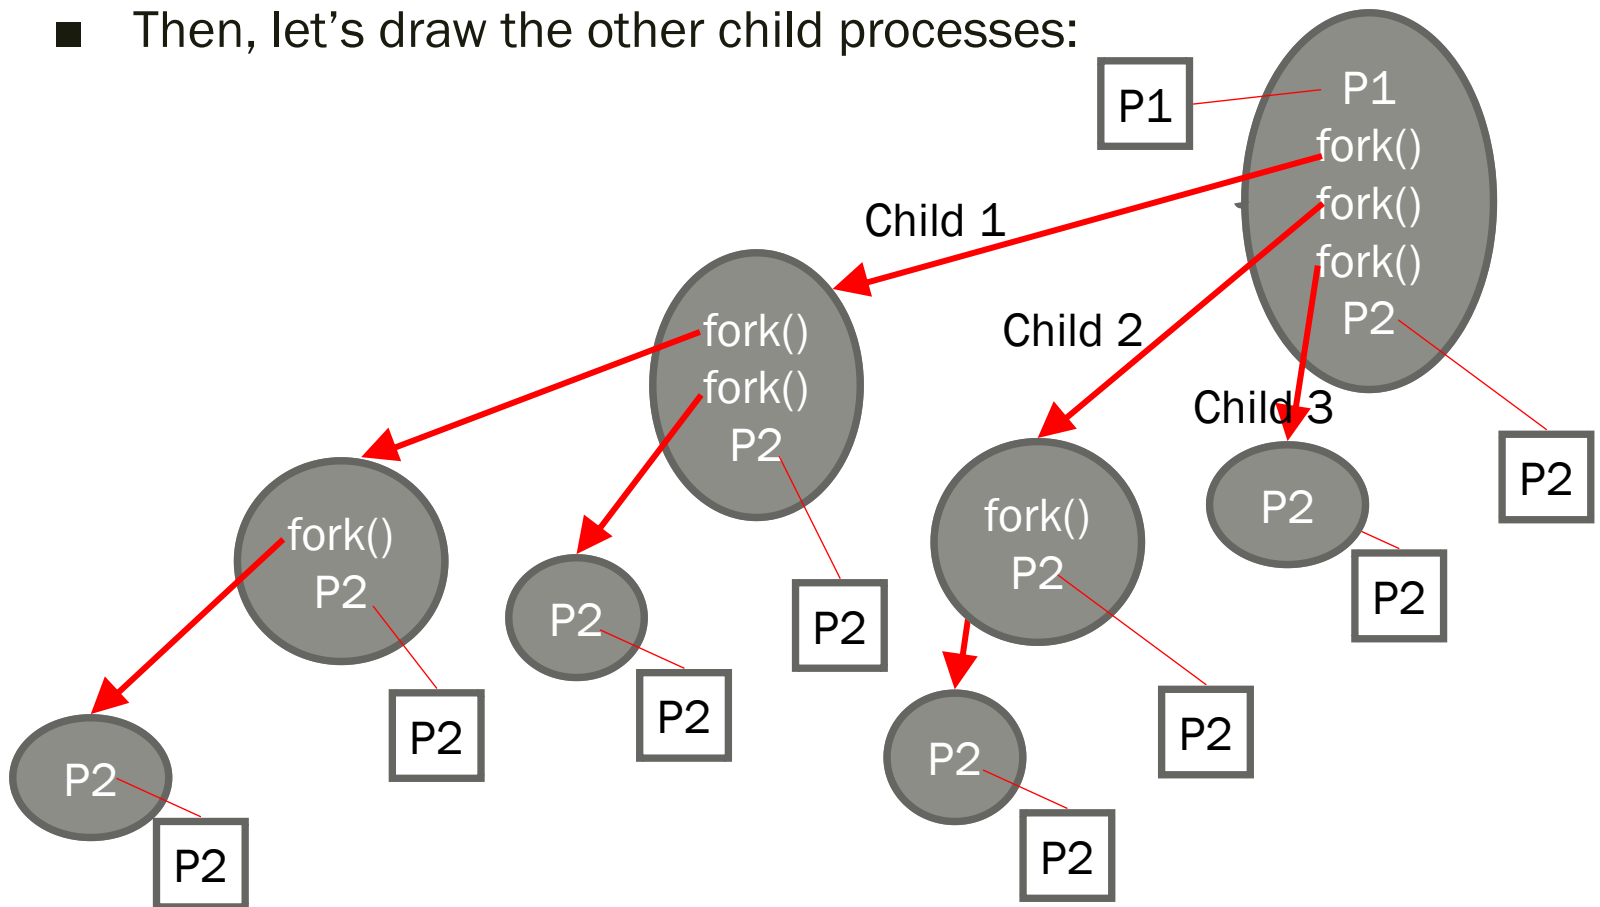 ■ Then, let's draw the other child processes:
P1
P1
fork()
fork()
fork()
P2
Child 1
Child 2
Child 3
fork()
fork()
P2
P2
fork()
P2
P2
fork()
P2
P2
P2
P2
P2
P2
P2
P2
P2
P2
P2